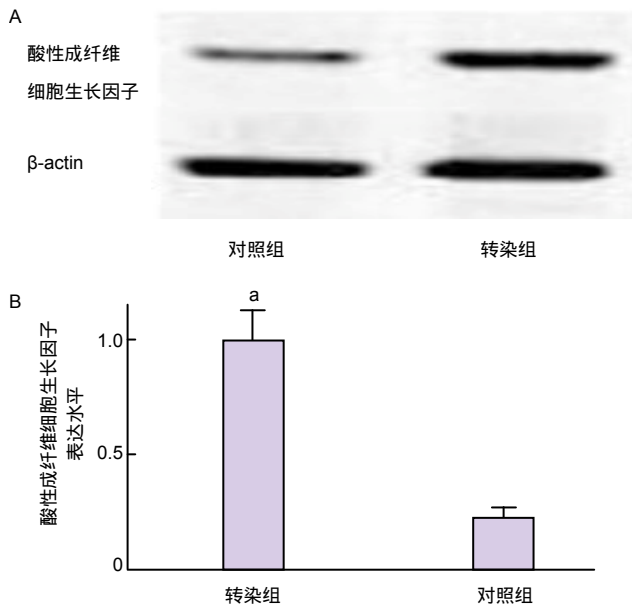 A
酸性成纤维
细胞生长因子
β-actin
对照组 转染组
B
酸性成纤维细胞生长因子
表达水平
a
1.0
0.5
0
转染组 对照组